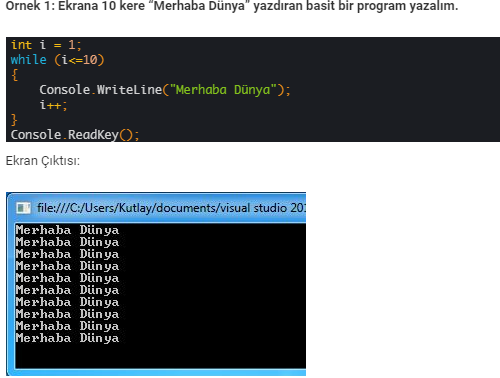 Örnek 1: Ekrana 10 kere “Merhaba Dünya” yazdıran basit bir program yazalım.
int i = 1;
while (i<=10)
{
Console.WriteLine("Merhaba Dünya");
i++;
}
Console.ReadKey();
Ekran Çıktısı:
file:///C:/Users/Kutlay/documents/visual studio 201
Merhaba Dünya
Merhaba Dünya
Merhaba Dünya
Merhaba Dünya
Merhaba Dünya
Merhaba Dünya
Merhaba Dünya
Merhaba Dünya
Merhaba Dünya
Merhaba Dünya